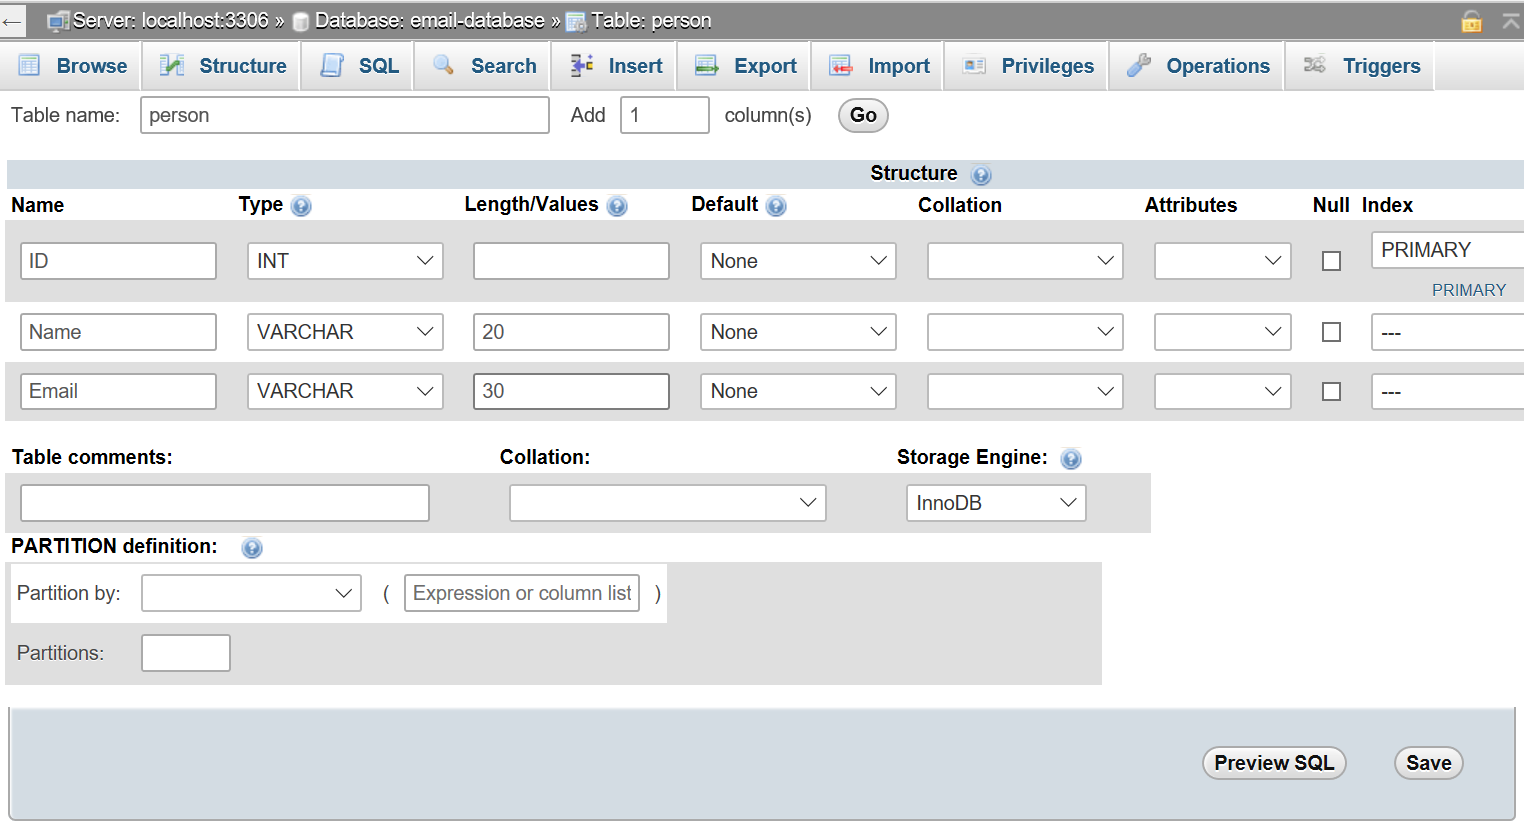 Server: localhost:3306 » Database: email-database » Table: person
Browse Structure SQL Search Insert Export Import Privileges Operations Triggers
Table name: person Add 1 column(s) Go
Structure
Name Type Length/Values Default Collation Attributes Null Index
ID INT None PRIMARY
PRIMARY
Name VARCHAR 20 None ---
Email VARCHAR 30 None ---
Table comments: Collation: Storage Engine:
InnoDB
PARTITION definition:
Partition by: ( Expression or column list )
Partitions:
Preview SQL Save